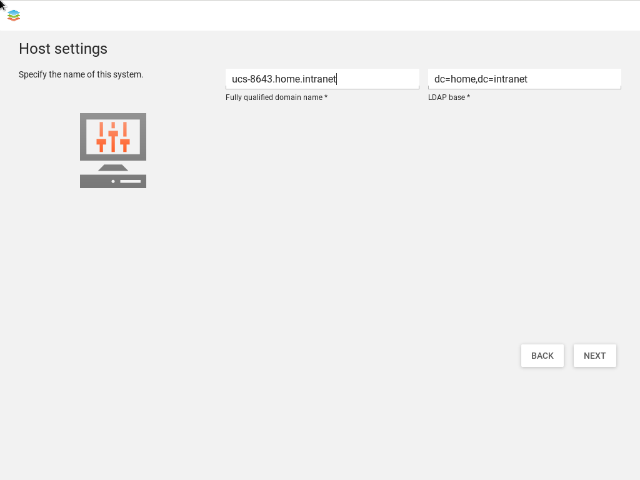 Host settings
Specify the name of this system.
ucs-8643.home.intranet
dc=home,dc=intranet
Fully qualified domain name *
LDAP base *
BACK
NEXT